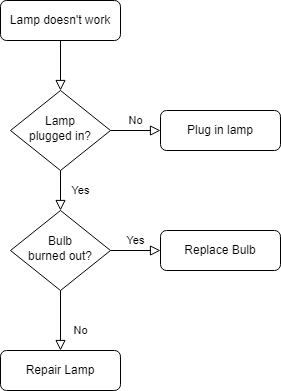 Lamp doesn't work
Lamp
plugged in?
No
Plug in lamp
Yes
Bulb
burned out?
Yes
Replace Bulb
No
Repair Lamp